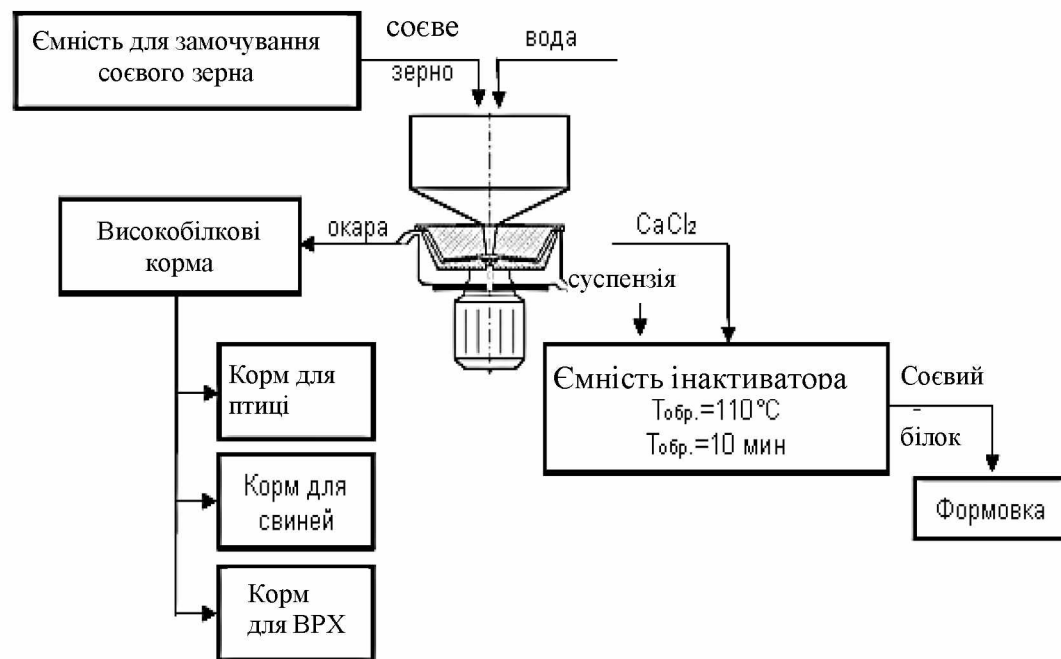 Ємність для замочування
соєвого зерна
соєве
зерно
вода
Високобілкові
корма
окара
CaCl₂
суспензія
Ємність інактиватора
Тобр.=110°С
Тобр.=10 мин
Соєвий
-
білок
Формовка
Корм для
птиці
Корм для
свиней
Корм
для ВРХ